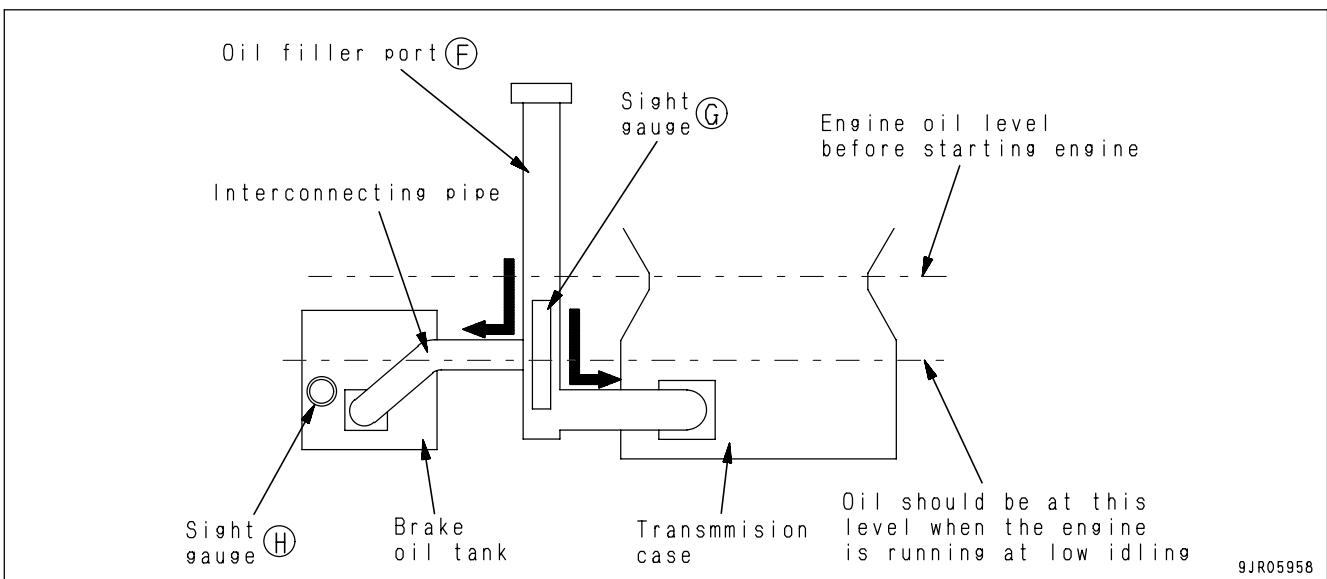 Oil filler port F
Sight
gauge G
Engine oil level
before starting engine
Interconnecting pipe
Sight
gauge H
Brake
oil tank
Transmmision
case
Oil should be at this
level when the engine
is running at low idling
9JR05958